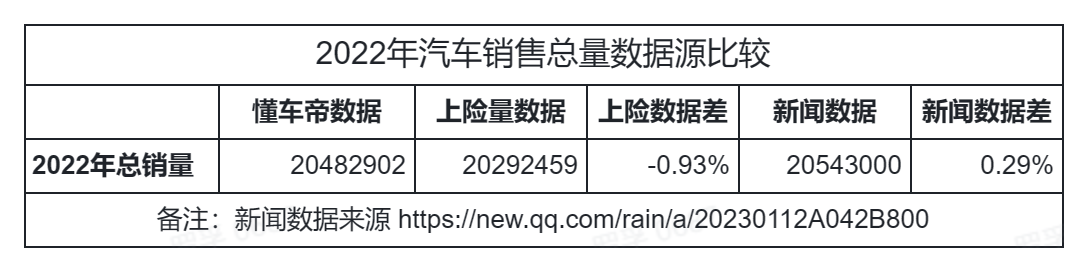 2022年汽车销售总量数据源比较
懂车帝数据 上险量数据 上险数据差 新闻数据 新闻数据差
2022年总销量 20482902 20292459 -0.93% 20543000 0.29%
备注：新闻数据来源 https://new.qq.com/rain/a/20230112A042B800